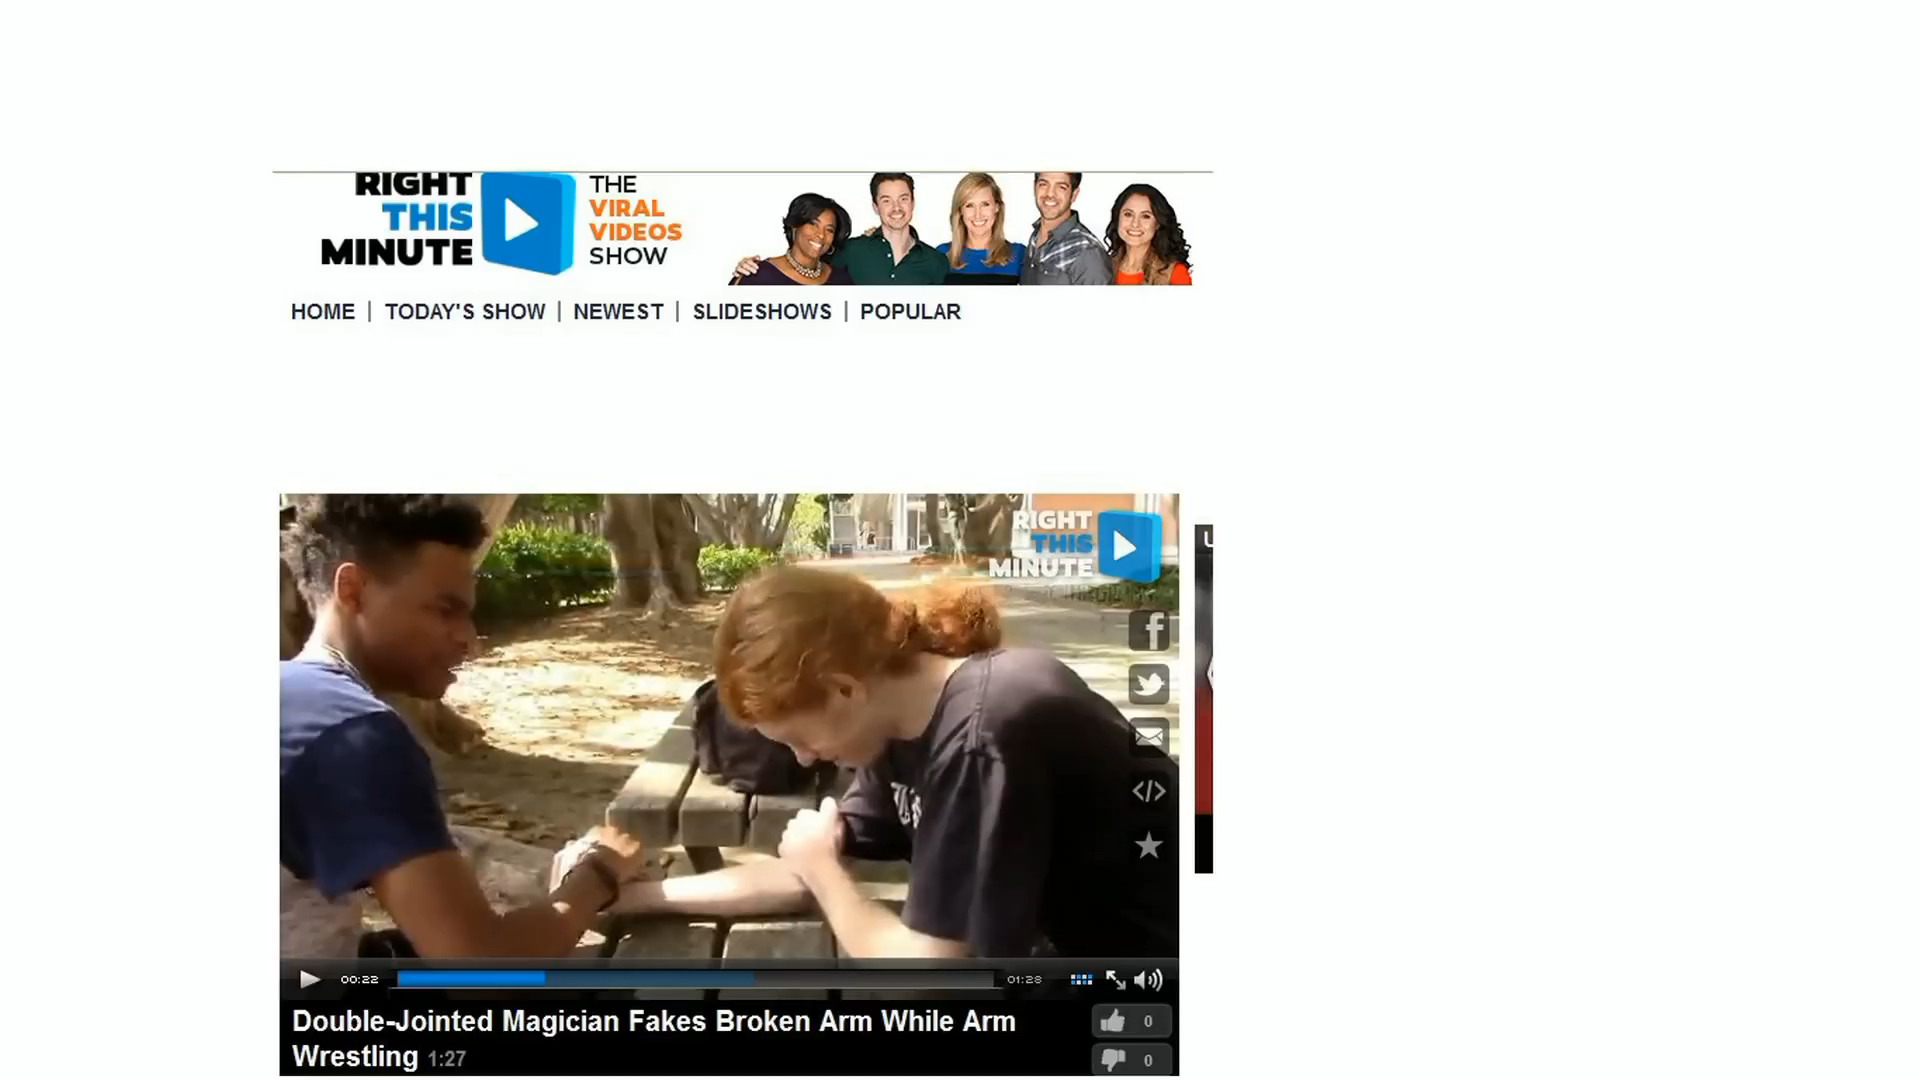 RIGHT
THIS
MINUTE
THE
VIRAL
VIDEOS
SHOW
HOME | TODAY'S SHOW | NEWEST | SLIDESHOWS | POPULAR
RIGHT
THIS
MINUTE
00:22
01:28
Double-Jointed Magician Fakes Broken Arm While Arm
Wrestling 1:27
0
0